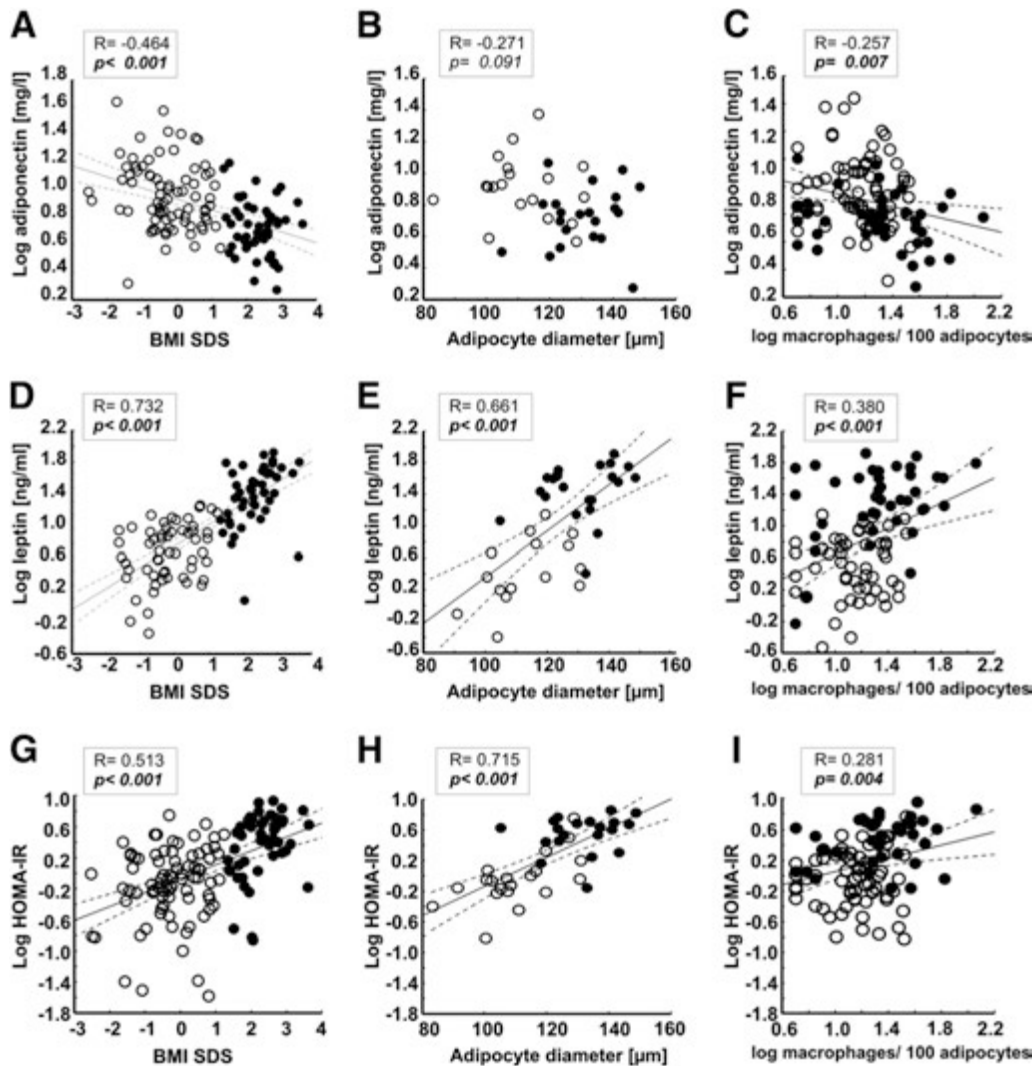 A
R= -0.464
p< 0.001
Log adiponectin [mg/l]
1.8
1.6
1.4
1.2
1.0
0.8
0.6
0.4
0.2
-3 -2 -1 0 1 2 3 4
BMI SDS
B
R= -0.271
p= 0.091
Log adiponectin [mg/l]
1.6
1.4
1.2
1.0
0.8
0.6
0.4
0.2
80 100 120 140 160
Adipocyte diameter [µm]
C
R= -0.257
p= 0.007
Log adiponectin [mg/l]
1.6
1.4
1.2
1.0
0.8
0.6
0.4
0.2
0.6 1.0 1.4 1.8 2.2
log macrophages/ 100 adipocytes
D
R= 0.732
p< 0.001
Log leptin [ng/ml]
2.2
1.8
1.4
1.0
0.6
0.2
-0.2
-0.6
-3 -2 -1 0 1 2 3 4
BMI SDS
E
R= 0.661
p< 0.001
Log leptin [ng/ml]
2.2
1.8
1.4
1.0
0.6
0.2
-0.2
-0.6
80 100 120 140 160
Adipocyte diameter [µm]
F
R= 0.380
p< 0.001
Log leptin [ng/ml]
2.2
1.8
1.4
1.0
0.6
0.2
-0.2
-0.6
0.6 1.0 1.4 1.8 2.2
log macrophages/ 100 adipocytes
G
R= 0.513
p< 0.001
Log HOMA-IR
1.0
0.6
0.2
-0.2
-0.6
-1.0
-1.4
-1.8
-3 -2 -1 0 1 2 3 4
BMI SDS
H
R= 0.715
p< 0.001
Log HOMA-IR
1.0
0.6
0.2
-0.2
-0.6
-1.0
-1.4
-1.8
80 100 120 140 160
Adipocyte diameter [µm]
I
R= 0.281
p= 0.004
Log HOMA-IR
1.0
0.6
0.2
-0.2
-0.6
-1.0
-1.4
-1.8
0.6 1.0 1.4 1.8 2.2
log macrophages/ 100 adipocytes